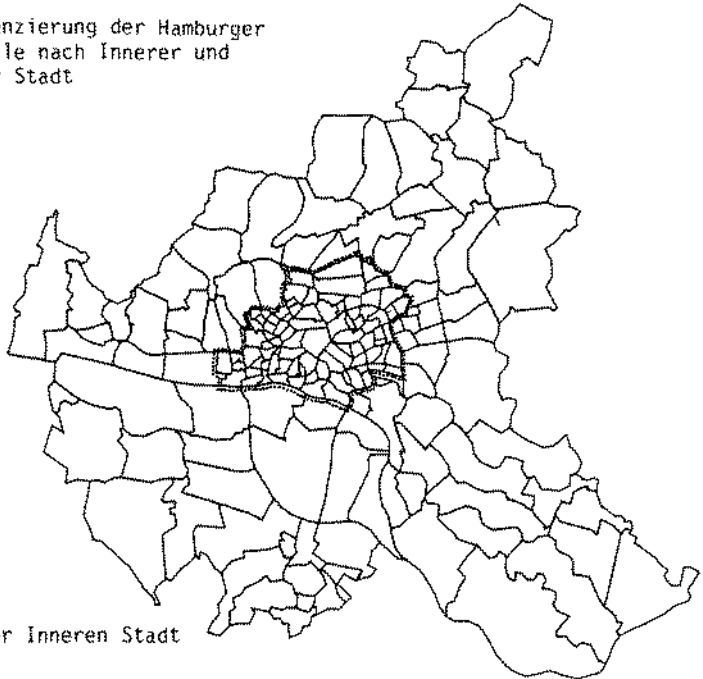 nzierung der Hamburger
le nach Innerer und
Stadt
r Inneren Stadt